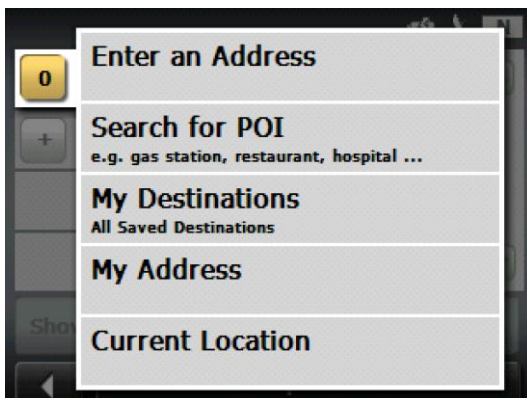 N
0
Enter an Address
+
Search for POI
e.g. gas station, restaurant, hospital ...
My Destinations
All Saved Destinations
My Address
Show
Current Location